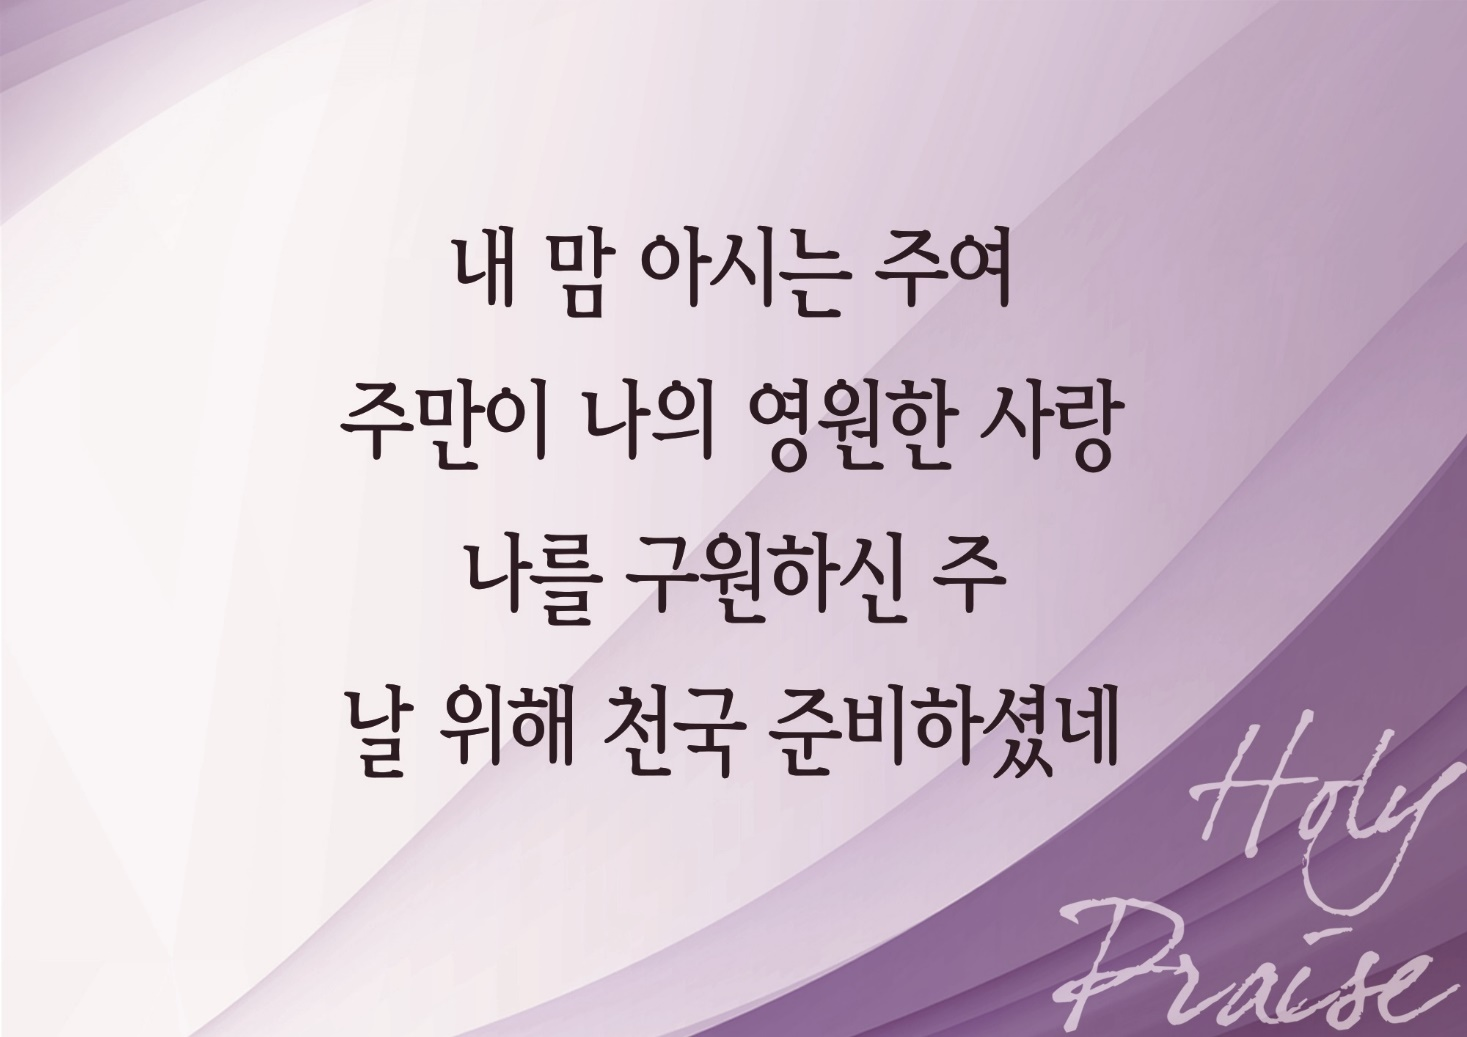 내 맘 아시는 주여
주만이 나의 영원한 사랑
나를 구원하신 주
날 위해 천국 준비하셨네
Holy
Praise